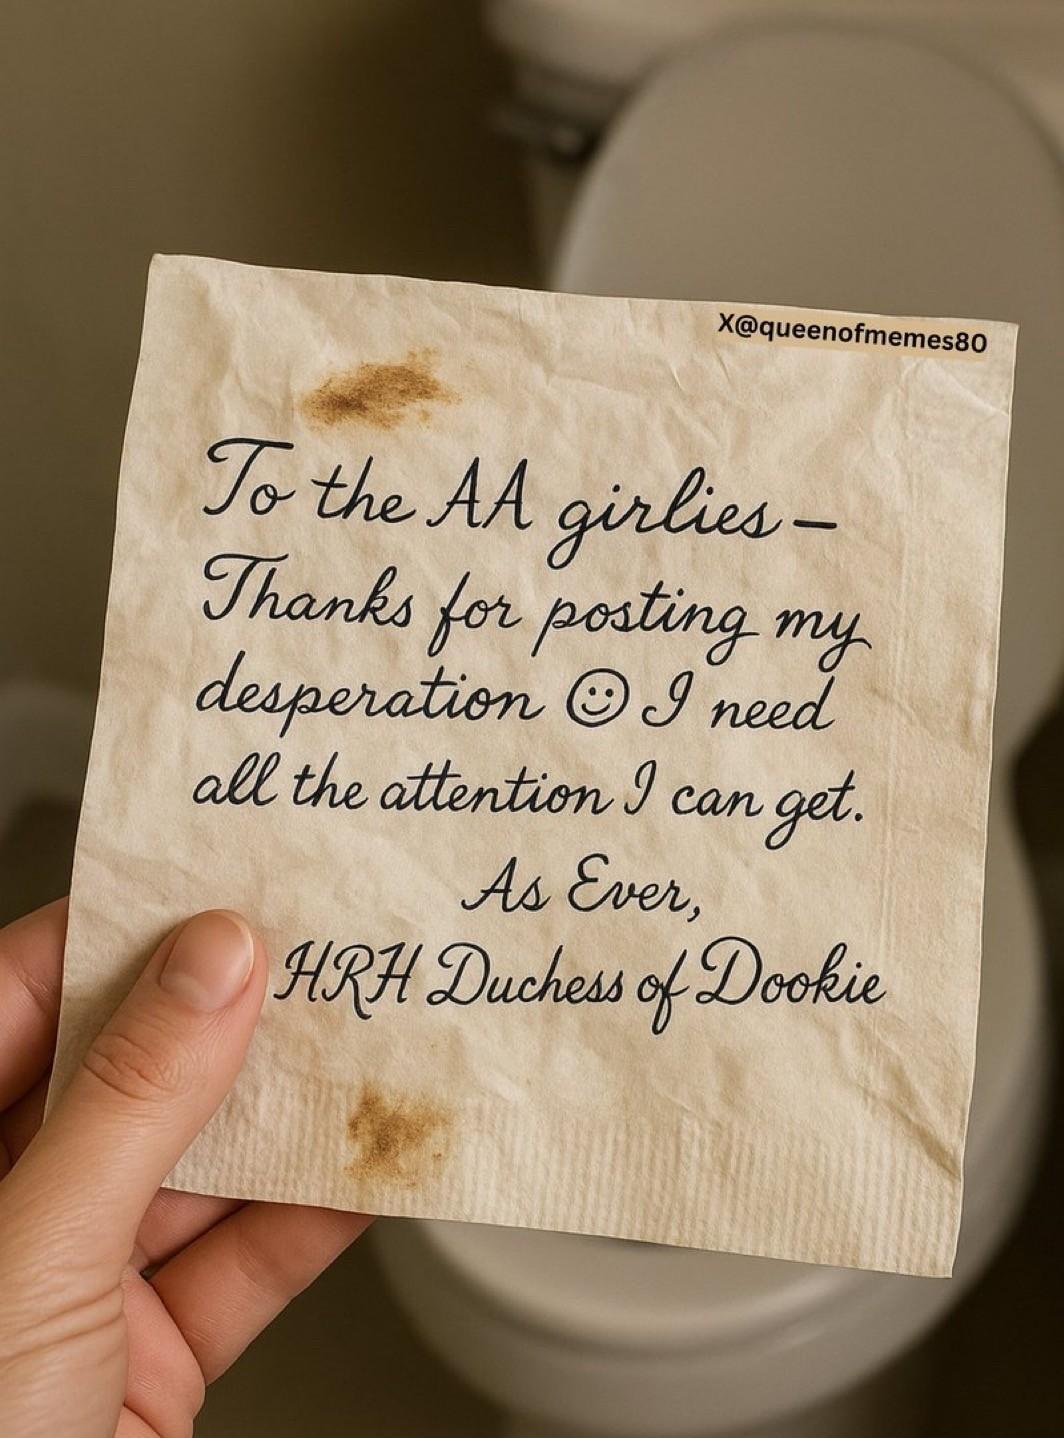 X@queenofmemes80
To the AA girlies –
Thanks for posting my
desperation ☺ I need
all the attention I can get.
As Ever,
HRH Duchess of Dookie